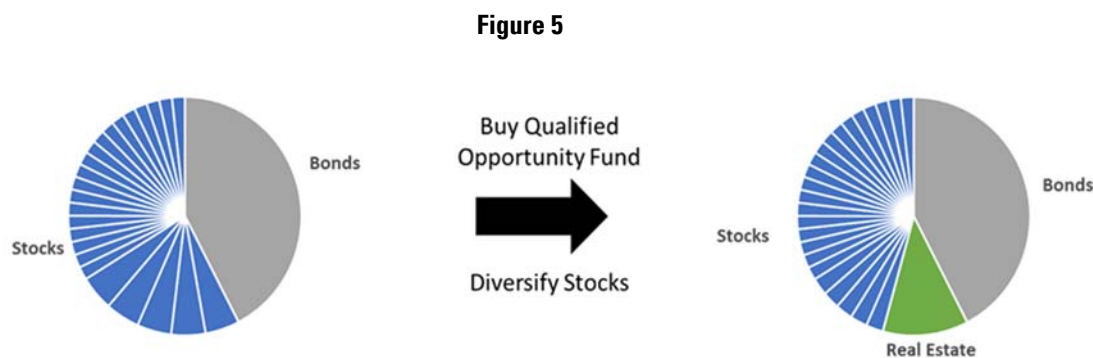 Figure 5
Bonds
Stocks
Buy Qualified
Opportunity Fund
Diversify Stocks
Bonds
Stocks
Real Estate